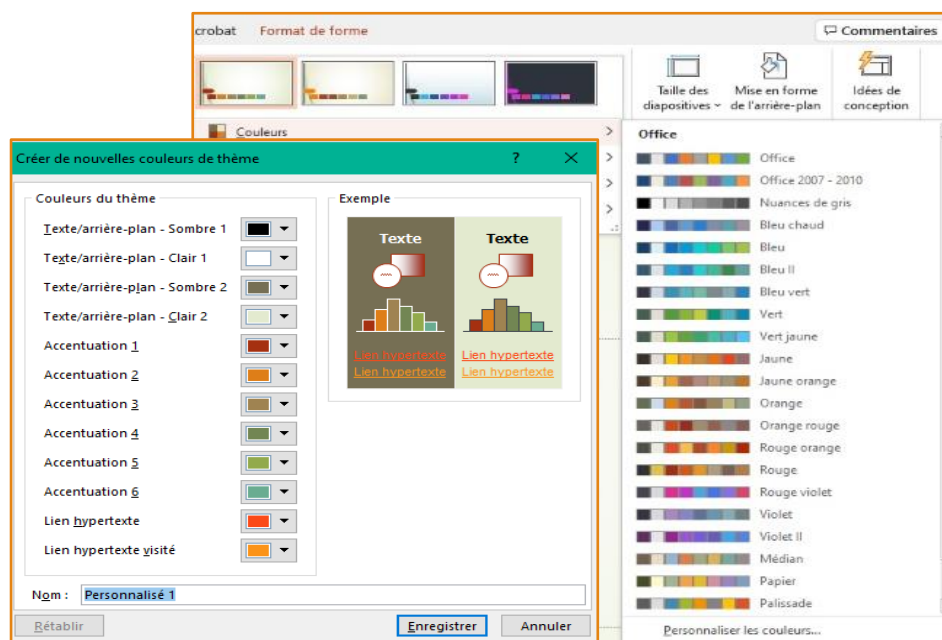 crobat Format de forme Commentaires
Taille des diapositives
Mise en forme de l'arrière-plan
Idées de conception
Couleurs
Office
Office
Office 2007 - 2010
Nuances de gris
Bleu chaud
Bleu
Bleu II
Bleu vert
Vert
Vert jaune
Jaune
Jaune orange
Orange
Orange rouge
Rouge orange
Rouge
Rouge violet
Violet
Violet II
Médian
Papier
Palissade
Personnaliser les couleurs...
Créer de nouvelles couleurs de thème ?
Couleurs du thème
Texte/arrière-plan - Sombre 1
Texte/arrière-plan - Clair 1
Texte/arrière-plan - Sombre 2
Texte/arrière-plan - Clair 2
Accentuation 1
Accentuation 2
Accentuation 3
Accentuation 4
Accentuation 5
Accentuation 6
Lien hypertexte
Lien hypertexte visité
Exemple
Texte Texte
Lien hypertexte Lien hypertexte
Lien hypertexte Lien hypertexte
Nom : Personnalisé 1
Rétablir Enregistrer Annuler